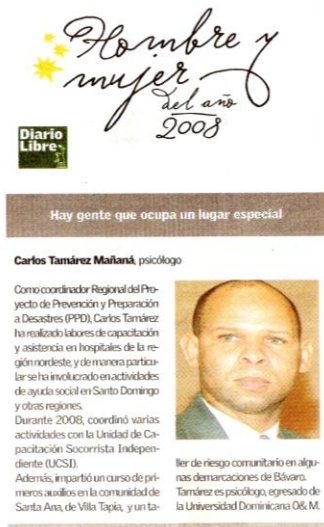 Hombre y
mujer
del año
2008
Diario
Libre
Hay gente que ocupa un lugar especial
Carlos Tamárez Mañaná, psicólogo
Como coordinador Regional del Pro-
yecto de Prevención y Preparación
a Desastres (PPD), Carlos Tamárez
ha realizado labores de capacitación
y asistencia en hospitales de la re-
gión nordeste, y de manera particu-
lar se ha involucrado en actividades
de ayuda social en Santo Domingo
y otras regiones.
Durante 2008, coordinó varias
actividades con la Unidad de Ca-
pacitación Socorrista Indepen-
diente (UCSI).
Además, impartió un curso de pri-
meros auxilios en la comunidad de
Santa Ana, de Villa Tapia, y un ta-
ller de riesgo comunitario en algu-
nas demarcaciones de Bávaro.
Tamárez es psicólogo, egresado de
la Universidad Dominicana O& M.